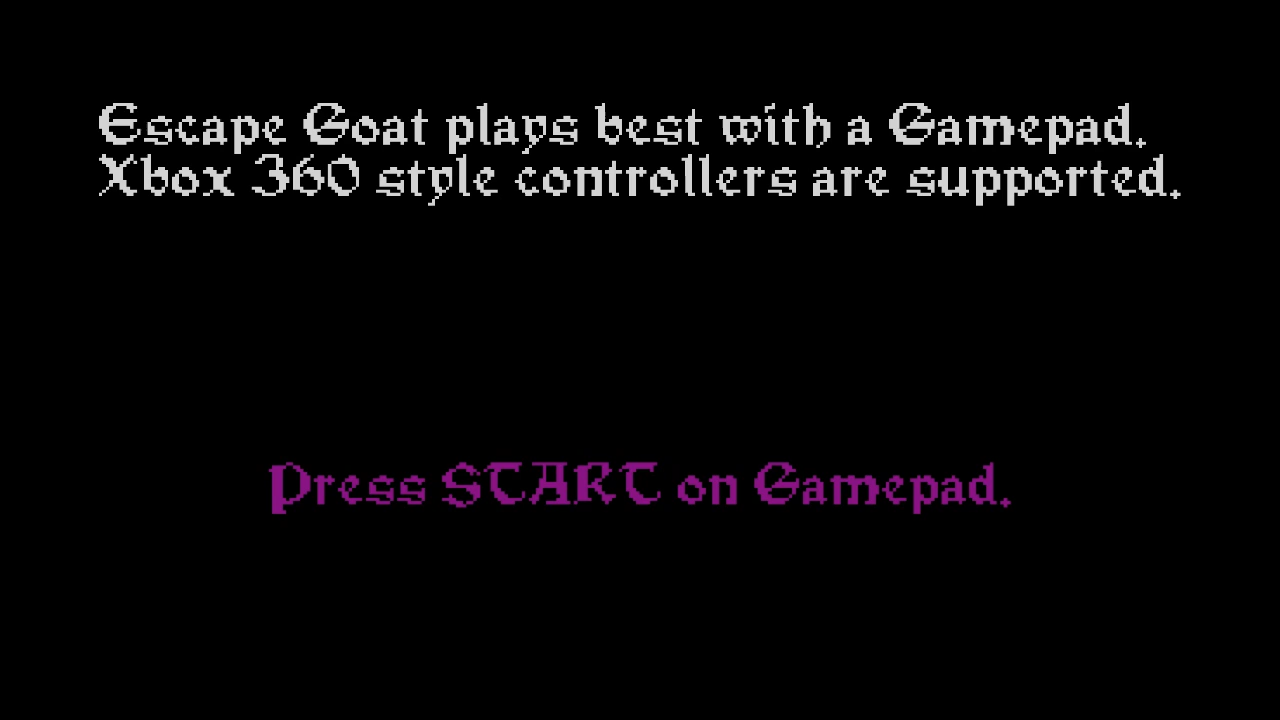 Escape Goat plays best with a Gamepad.
Xbox 360 style controllers are supported.
Press START on Gamepad.